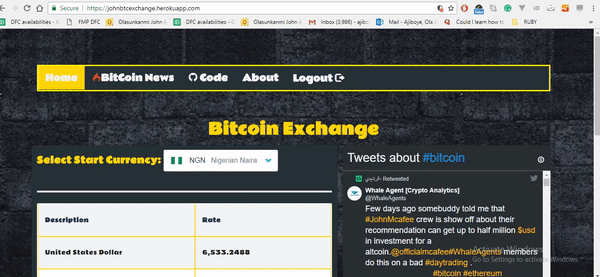 Secure | https://johnbtcexchange.herokuapp.com
DFC availabilities - C
FMP DFC
Olasunkanmi John A
DFC availabilities - C
Olasunkanmi John A
Inbox (3,986) - ajibo
Mail - Ajiboye, Ola S
Could I learn how to
RUBY
Home
BitCoin News
Code
About
Logout
Bitcoin Exchange
Select Start Currency: NGN Nigerian Naira
Description Rate
United States Dollar 6,533.2488
Tweets about #bitcoin
Retweeted
Whale Agent [Crypto Analytics]
@WhaleAgents
Few days ago somebuddy told me that
#JohnMcafee crew is show off about their
recommendation can get up to half million $usd
in investment for a
altcoin.@officialmcafee#WhaleAgents members
do this on a bad #daytrading .
#bitcoin #ethereum
Activate Windows
Go to Settings to activate Windows.